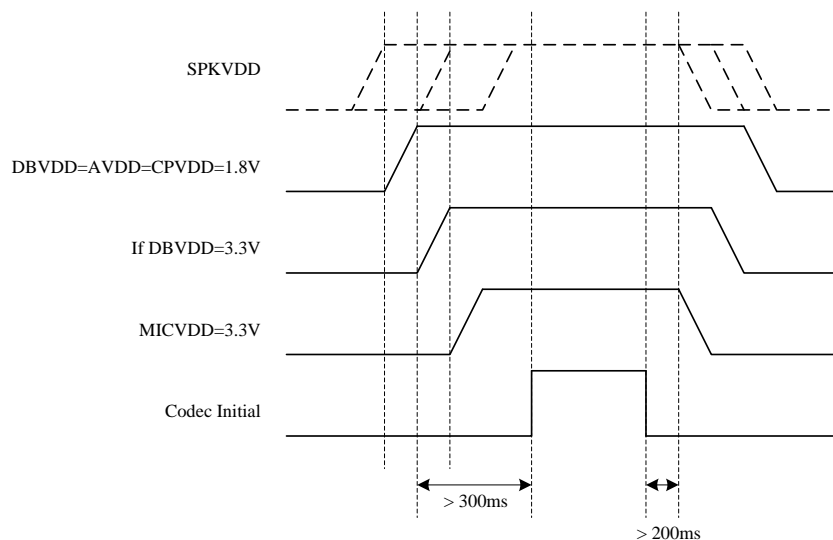 SPKVDD
DBVDD=AVDD=CPVDD=1.8V
If DBVDD=3.3V
MICVDD=3.3V
Codec Initial
> 300ms
> 200ms